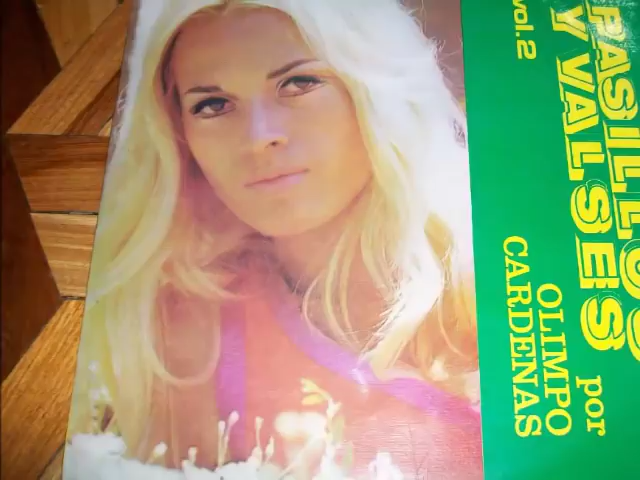 PASILLOS
Y VALSES
vol.2
por
OLIMPO
CARDENAS